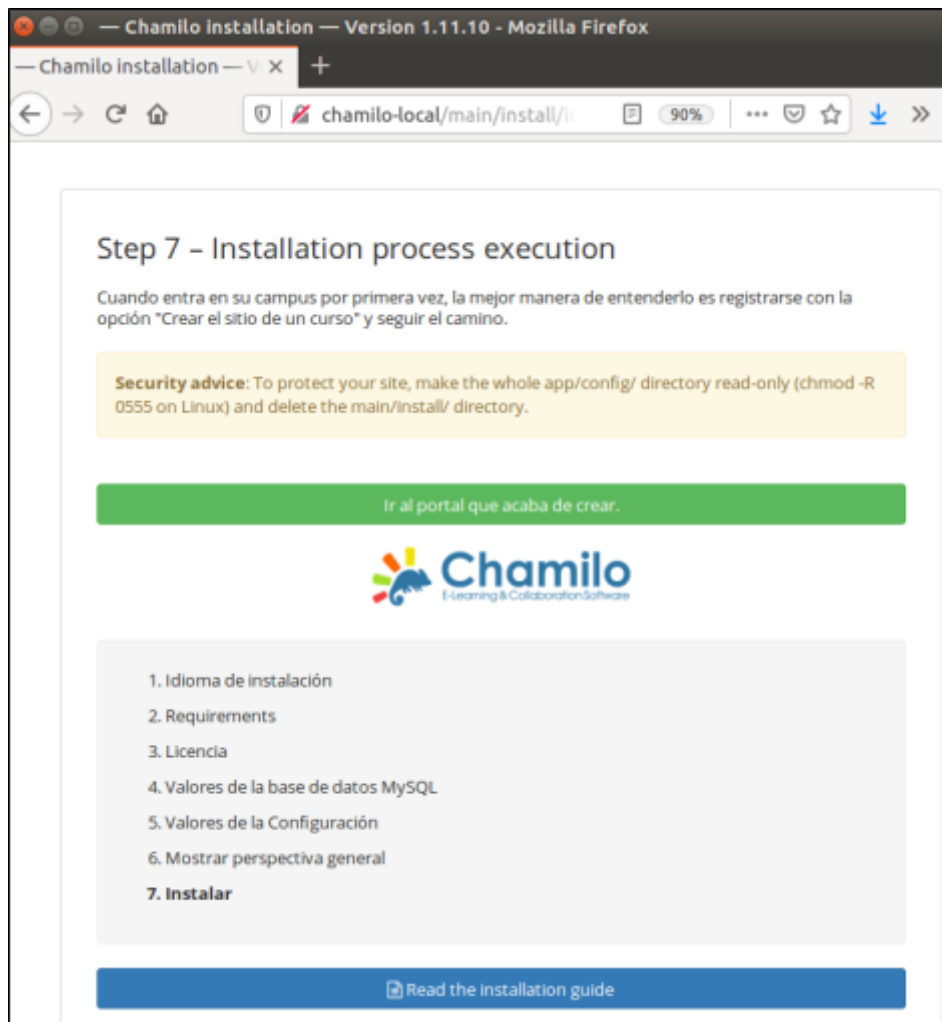 — Chamilo installation — Version 1.11.10 - Mozilla Firefox
— Chamilo installation — V
chamilo-local/main/install/i
90%
Step 7 – Installation process execution
Cuando entra en su campus por primera vez, la mejor manera de entenderlo es registrarse con la
opción "Crear el sitio de un curso" y seguir el camino.
Security advice: To protect your site, make the whole app/config/ directory read-only (chmod -R
0555 on Linux) and delete the main/install/ directory.
Ir al portal que acaba de crear.
Chamilo
E-Learning & Collaboration Software
1. Idioma de instalación
2. Requirements
3. Licencia
4. Valores de la base de datos MySQL
5. Valores de la Configuración
6. Mostrar perspectiva general
7. Instalar
Read the installation guide